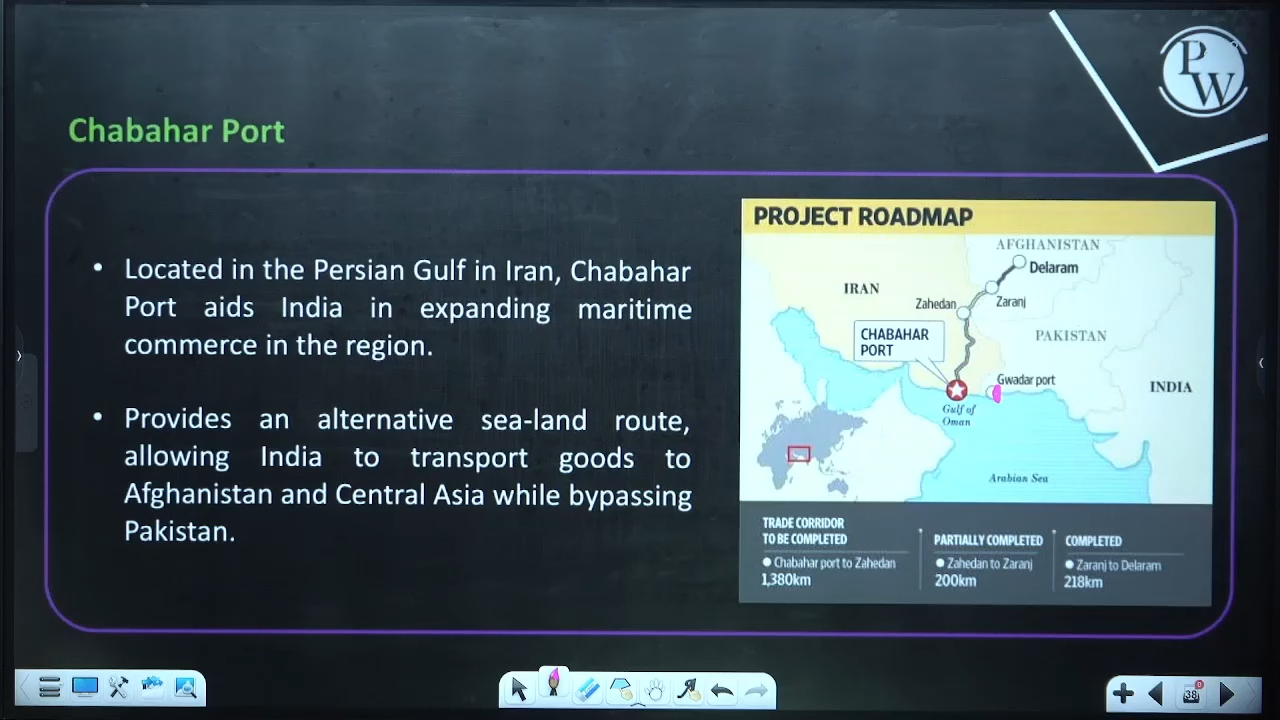 PW
Chabahar Port
• Located in the Persian Gulf in Iran, Chabahar
Port aids India in expanding maritime
commerce in the region.
• Provides an alternative sea-land route,
allowing India to transport goods to
Afghanistan and Central Asia while bypassing
Pakistan.
PROJECT ROADMAP
AFGHANISTAN
Delaram
IRAN
Zahedan
Zaranj
CHABAHAR
PORT
PAKISTAN
Gwadar port
INDIA
Gulf of
Oman
Arabian Sea
TRADE CORRIDOR
TO BE COMPLETED
• Chabahar port to Zahedan
1,380km
PARTIALLY COMPLETED
• Zahedan to Zaranj
200km
COMPLETED
• Zaranj to Delaram
218km
38